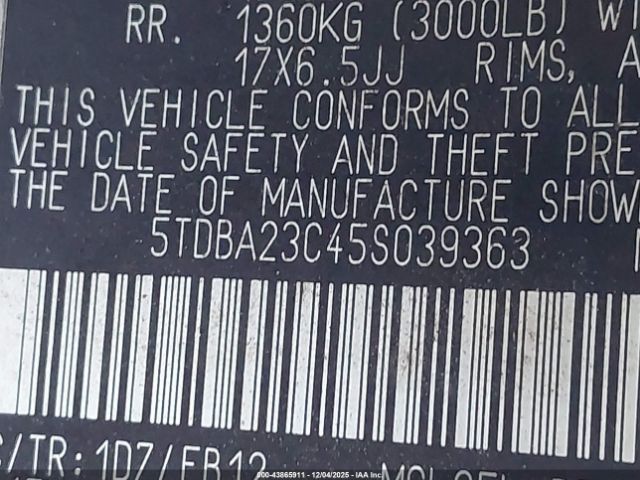 RR. 1360KG (3000LB) WI
17X6.5JJ RIMS, A
THIS VEHICLE CONFORMS TO ALL
VEHICLE SAFETY AND THEFT PRE
THE DATE OF MANUFACTURE SHOW
5TDBA23C45S039363
C/TR: 1D7/FB12
000-43865911 - 12/04/2025 - IAA Inc.